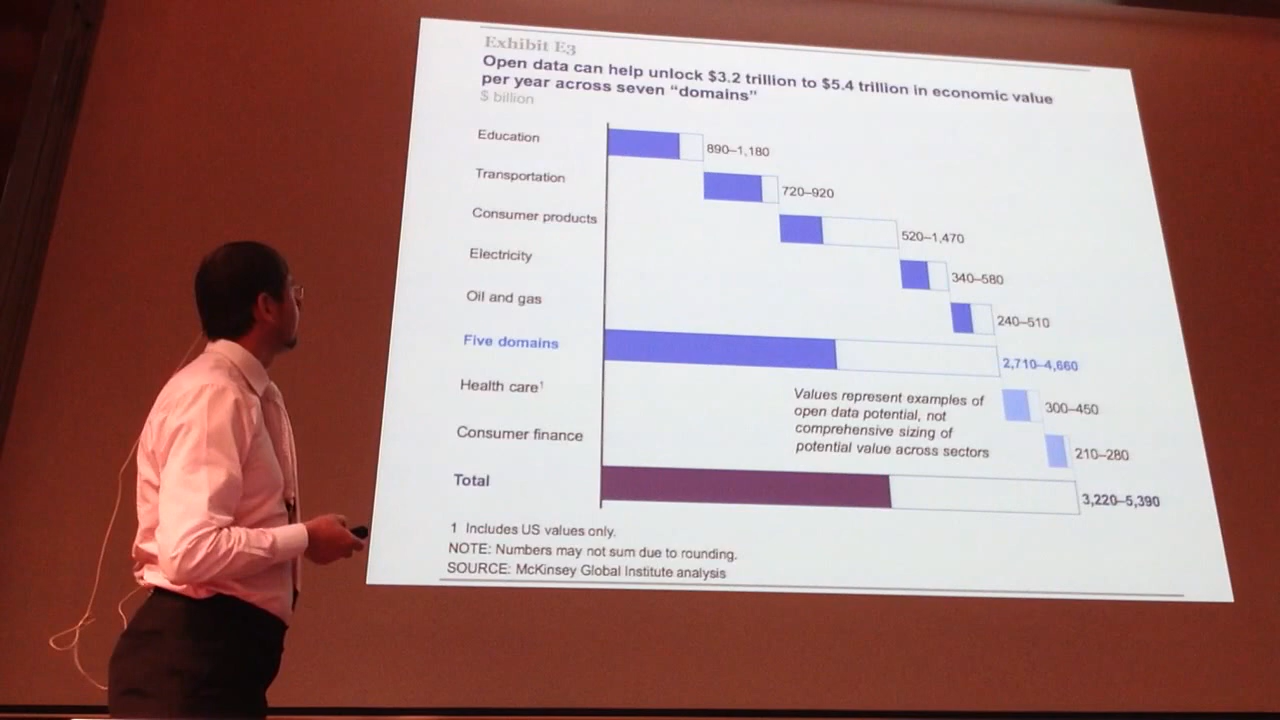 Exhibit E3
Open data can help unlock $3.2 trillion to $5.4 trillion in economic value
per year across seven “domains”
$ billion
Education 890–1,180
Transportation 720–920
Consumer products 520–1,470
Electricity 340–580
Oil and gas 240–510
Five domains 2,710–4,660
Health care¹ 300–450
Values represent examples of
open data potential, not
comprehensive sizing of
potential value across sectors
Consumer finance 210–280
Total 3,220–5,390
1 Includes US values only.
NOTE: Numbers may not sum due to rounding.
SOURCE: McKinsey Global Institute analysis